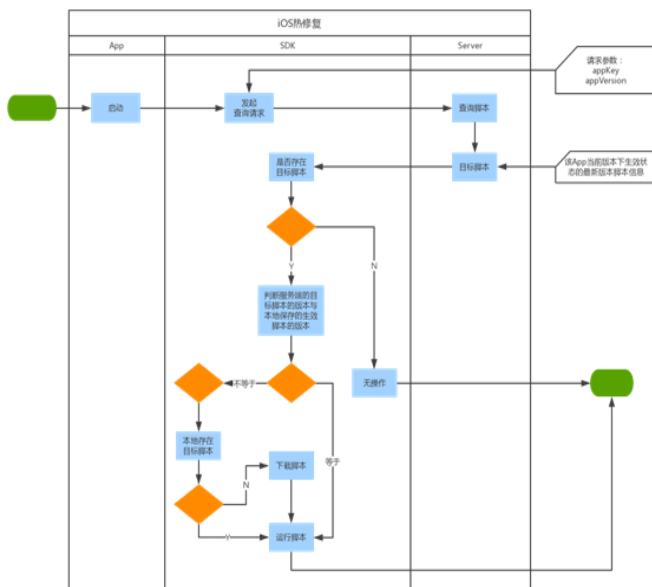 iOS热修复
App
SDK
Server
请求参数：
appKey
appVersion
启动
发起
查询请求
查询脚本
是否存在
目标脚本
目标脚本
该App当前版本下生效状
态的最新版本脚本信息
Y
N
判断服务端的目
标脚本的版本与
本地保存的生效
脚本的版本
不等于
无操作
本地存在
目标脚本
等于
下载脚本
N
Y
运行脚本